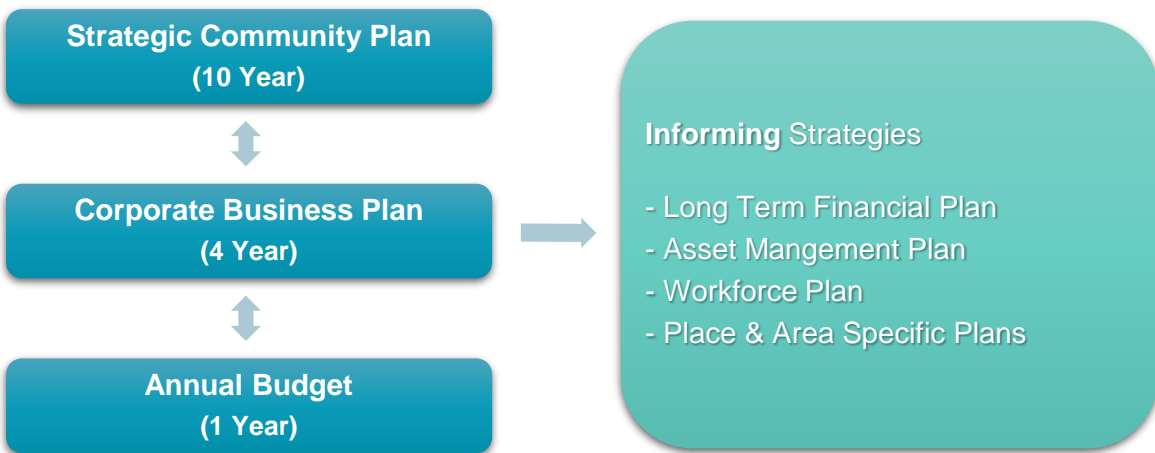 Strategic Community Plan
(10 Year)
Corporate Business Plan
(4 Year)
Annual Budget
(1 Year)
Informing Strategies
- Long Term Financial Plan
- Asset Mangement Plan
- Workforce Plan
- Place & Area Specific Plans